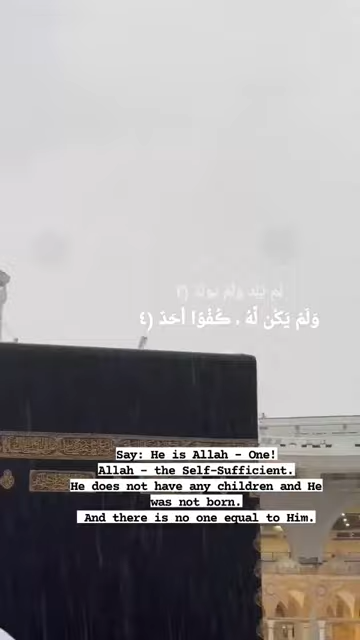 لَمْ يَلِدْ وَلَمْ يُولَدْ (٣
وَلَمْ يَكُن لَّهُۥ كُفُوًا أَحَدٌ (٤
Say: He is Allah - One!
Allah - the Self-Sufficient.
He does not have any children and He
was not born.
And there is no one equal to Him.